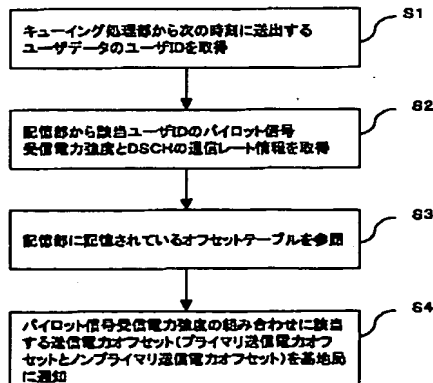 S1
キューイング処理部から次の時刻に送出する
ユーザデータのユーザIDを取得
S2
記憶部から該当ユーザIDのパイロット信号
受信電力強度とDSCHの通信レート情報を取得
S3
記憶部に記憶されているオフセットテーブルを参照
S4
パイロット信号受信電力強度の組み合わせに該当
する送信電力オフセット(プライマリ送信電力オフ
セットとノンプライマリ送信電力オフセット)を基地局
に通知